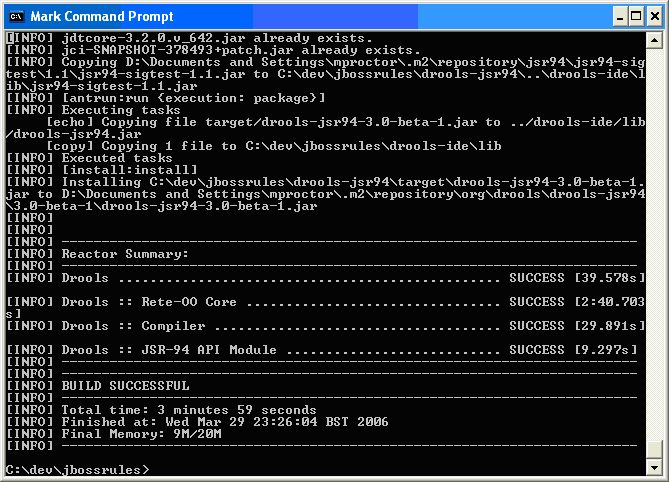 Mark Command Prompt
[INFO] jdtcore-3.2.0.v_642.jar already exists.
[INFO] jci-SNAPSHOT-378493+patch.jar already exists.
[INFO] Copying D:\Documents and Settings\mproctor\.m2\repository\jsr94\jsr94-sig
test\1.1\jsr94-sigtest-1.1.jar to C:\dev\jbossrules\drools-jsr94\..\drools-ide\l
ib\jsr94-sigtest-1.1.jar
[INFO] [antrun:run {execution: package}]
[INFO] Executing tasks
[echo] Copying file target/drools-jsr94-3.0-beta-1.jar to ../drools-ide/lib
/drools-jsr94.jar
[copy] Copying 1 file to C:\dev\jbossrules\drools-ide\lib
[INFO] Executed tasks
[INFO] [install:install]
[INFO] Installing C:\dev\jbossrules\drools-jsr94\target\drools-jsr94-3.0-beta-1.
jar to D:\Documents and Settings\mproctor\.m2\repository\org\drools\drools-jsr94
\3.0-beta-1\drools-jsr94-3.0-beta-1.jar
[INFO]
[INFO]
[INFO] ------------------------------------------------------------------------
[INFO] Reactor Summary:
[INFO] ------------------------------------------------------------------------
[INFO] Drools ................................................ SUCCESS [39.578s]
[INFO] Drools :: Rete-OO Core ................................ SUCCESS [2:40.703
s]
[INFO] Drools :: Compiler .................................... SUCCESS [29.891s]
[INFO] Drools :: JSR-94 API Module ........................... SUCCESS [9.297s]
[INFO] ------------------------------------------------------------------------
[INFO] ------------------------------------------------------------------------
[INFO] BUILD SUCCESSFUL
[INFO] ------------------------------------------------------------------------
[INFO] Total time: 3 minutes 59 seconds
[INFO] Finished at: Wed Mar 29 23:26:04 BST 2006
[INFO] Final Memory: 9M/20M
[INFO] ------------------------------------------------------------------------
C:\dev\jbossrules>